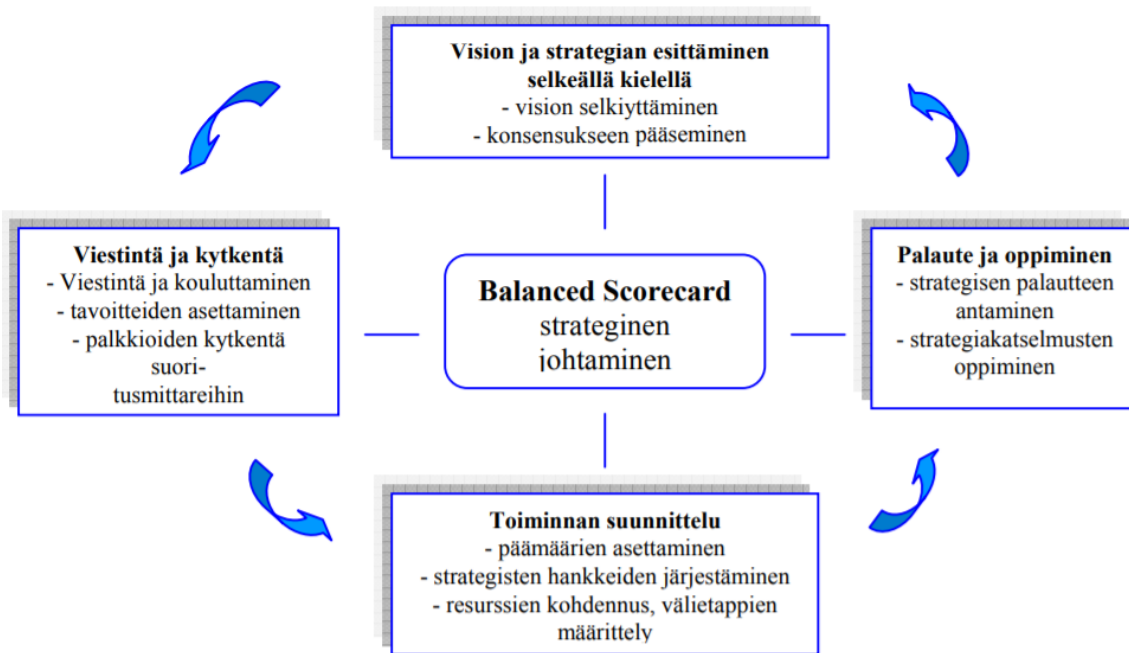 Vision ja strategian esittäminen
selkeällä kielellä
- vision selkiyttäminen
- konsensukseen pääseminen
Viestintä ja kytkentä
- Viestintä ja kouluttaminen
- tavoitteiden asettaminen
- palkkioiden kytkentä
suori-
tusmittareihin
Balanced Scorecard
strateginen
johtaminen
Palaute ja oppiminen
- strategisen palautteen
antaminen
- strategiakatselmusten
oppiminen
Toiminnan suunnittelu
- päämäärien asettaminen
- strategisten hankkeiden järjestäminen
- resurssien kohdennus, välietappien
määrittely